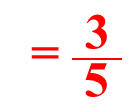 = 3/5